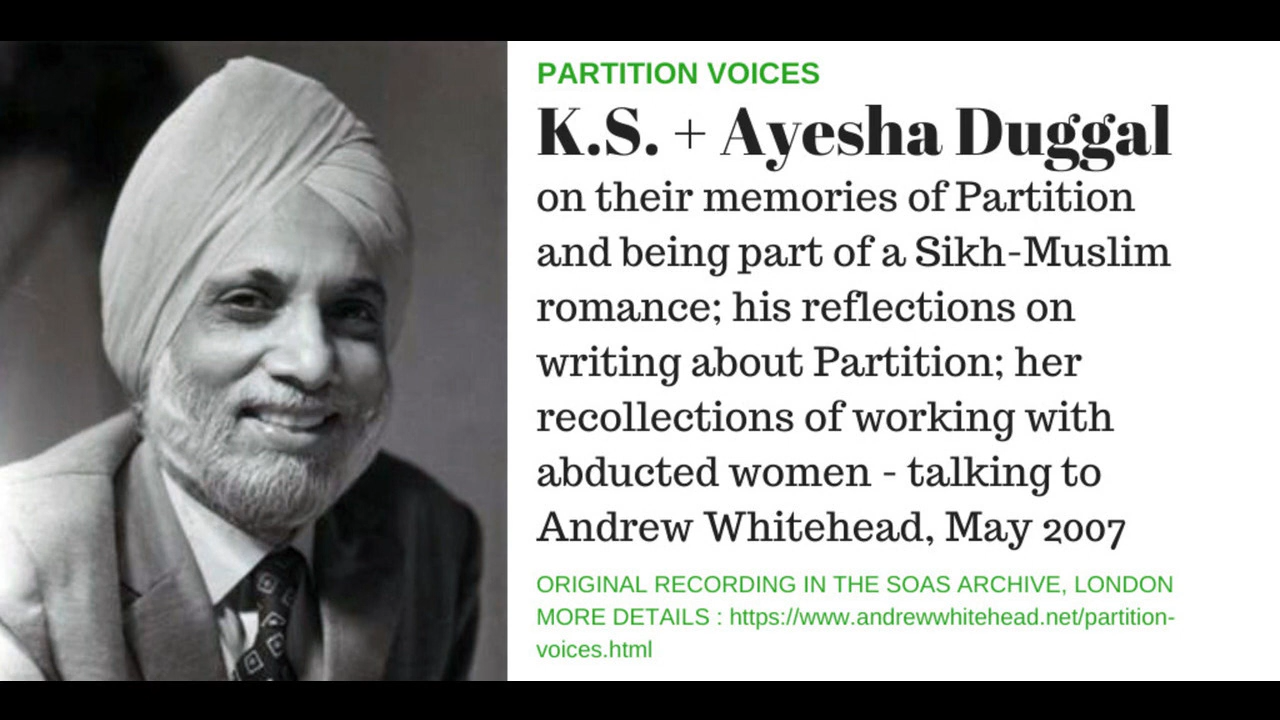 PARTITION VOICES
K.S. + Ayesha Duggal
on their memories of Partition
and being part of a Sikh-Muslim
romance; his reflections on
writing about Partition; her
recollections of working with
abducted women - talking to
Andrew Whitehead, May 2007
ORIGINAL RECORDING IN THE SOAS ARCHIVE, LONDON
MORE DETAILS : https://www.andrewwhitehead.net/partition-
voices.html